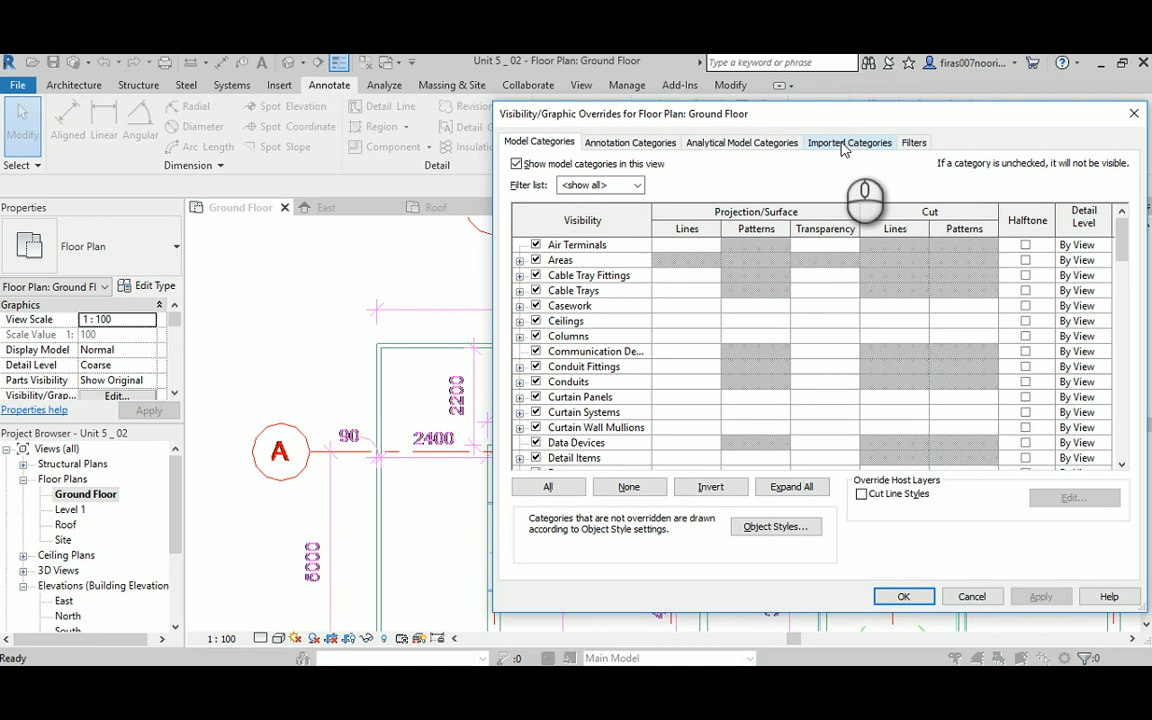 Unit 5 _ 02 - Floor Plan: Ground Floor
Type a keyword or phrase
firas007noori...
File
Architecture
Structure
Steel
Systems
Insert
Annotate
Analyze
Massing & Site
Collaborate
View
Manage
Add-Ins
Modify
Modify
Select
Aligned
Linear
Angular
Radial
Diameter
Arc Length
Spot Elevation
Spot Coordinate
Spot Slope
Dimension
Detail Line
Region
Component
Detail
Visibility/Graphic Overrides for Floor Plan: Ground Floor
Model Categories
Annotation Categories
Analytical Model Categories
Imported Categories
Filters
Show model categories in this view
If a category is unchecked, it will not be visible.
Filter list:
<show all>
Visibility
Projection/Surface
Cut
Halftone
Detail
Level
Lines
Patterns
Transparency
Lines
Patterns
Air Terminals
By View
Areas
By View
Cable Tray Fittings
By View
Cable Trays
By View
Casework
By View
Ceilings
By View
Columns
By View
Communication De...
By View
Conduit Fittings
By View
Conduits
By View
Curtain Panels
By View
Curtain Systems
By View
Curtain Wall Mullions
By View
Data Devices
By View
Detail Items
By View
All
None
Invert
Expand All
Override Host Layers
Cut Line Styles
Edit...
Categories that are not overridden are drawn
according to Object Style settings.
Object Styles...
OK
Cancel
Apply
Help
Properties
Floor Plan
Floor Plan: Ground Fl
Edit Type
Graphics
View Scale
1 : 100
Scale Value 1:
100
Display Model
Normal
Detail Level
Coarse
Parts Visibility
Show Original
Visibility/Grap...
Edit...
Properties help
Apply
Project Browser - Unit 5 _ 02
Views (all)
Structural Plans
Floor Plans
Ground Floor
Level 1
Roof
Site
Ceiling Plans
3D Views
Elevations (Building Elevation
East
North
Ground Floor
East
Roof
A
90
2400
2200
5000
1 : 100
Ready
:0
Main Model
:0